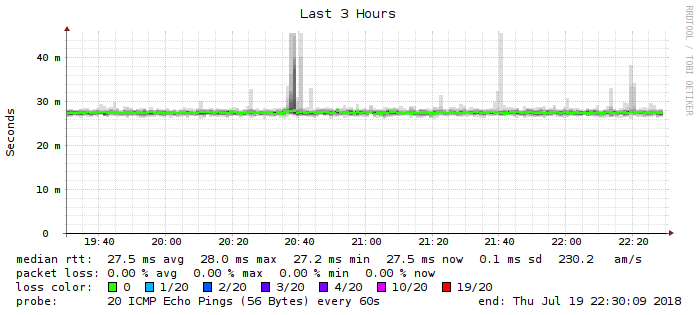 Last 3 Hours
RRDTOOL / TOBI OETIKER
Seconds
40 m
30 m
20 m
10 m
0
19:40 20:00 20:20 20:40 21:00 21:20 21:40 22:00 22:20
median rtt: 27.5 ms avg 28.0 ms max 27.2 ms min 27.5 ms now 0.1 ms sd 230.2 am/s
packet loss: 0.00 % avg 0.00 % max 0.00 % min 0.00 % now
loss color: 0 1/20 2/20 3/20 4/20 10/20 19/20
probe: 20 ICMP Echo Pings (56 Bytes) every 60s end: Thu Jul 19 22:30:09 2018